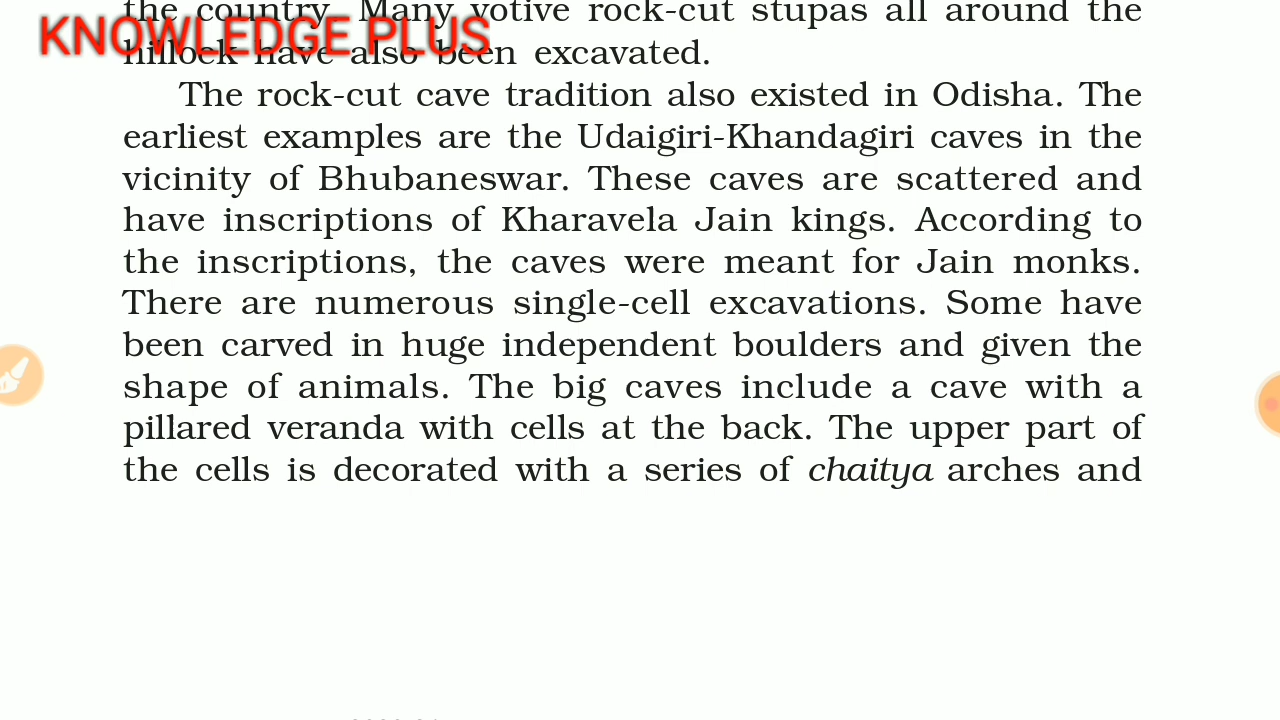 the country. Many votive rock-cut stupas all around the
KNOWLEDGE PLUS
hillock have also been excavated.
The rock-cut cave tradition also existed in Odisha. The
earliest examples are the Udaigiri-Khandagiri caves in the
vicinity of Bhubaneswar. These caves are scattered and
have inscriptions of Kharavela Jain kings. According to
the inscriptions, the caves were meant for Jain monks.
There are numerous single-cell excavations. Some have
been carved in huge independent boulders and given the
shape of animals. The big caves include a cave with a
pillared veranda with cells at the back. The upper part of
the cells is decorated with a series of chaitya arches and